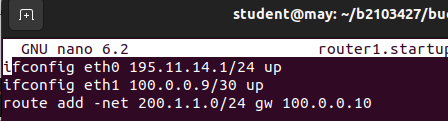 student@may: ~/b2103427/bu
GNU nano 6.2 router1.startup
ifconfig eth0 195.11.14.1/24 up
ifconfig eth1 100.0.0.9/30 up
route add -net 200.1.1.0/24 gw 100.0.0.10